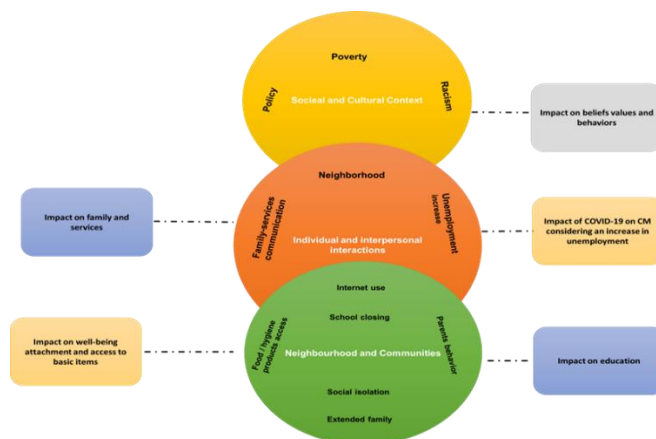 Poverty
Policy
Racism
Socieal and Cultural Context
Impact on beliefs values and
behaviors
Neighborhood
Family-services
communication
Unemployment
increase
Individual and interpersonal
interactions
Impact on family and
services
Impact of COVID-19 on CM
considering an increase in
unemployment
Internet use
School closing
Food / hygiene
products access
Parents behavior
Neighbourhood and Communities
Social isolation
Extended family
Impact on well-being
attachment and access to
basic items
Impact on education